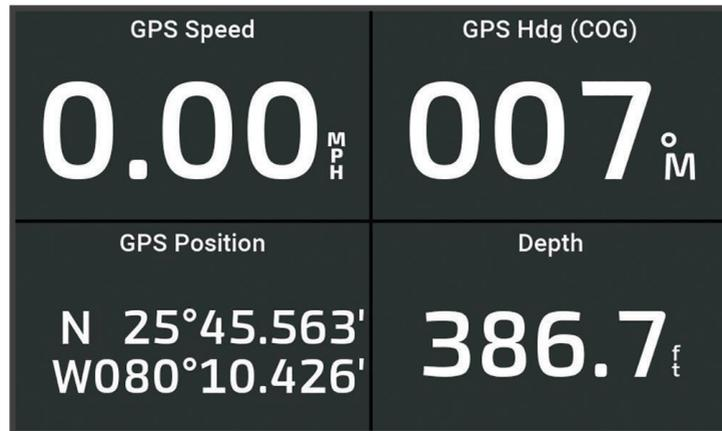 GPS Speed
0.00 MPH
GPS Hdg (COG)
007°M
GPS Position
N 25°45.563'
W080°10.426'
Depth
386.7 ft